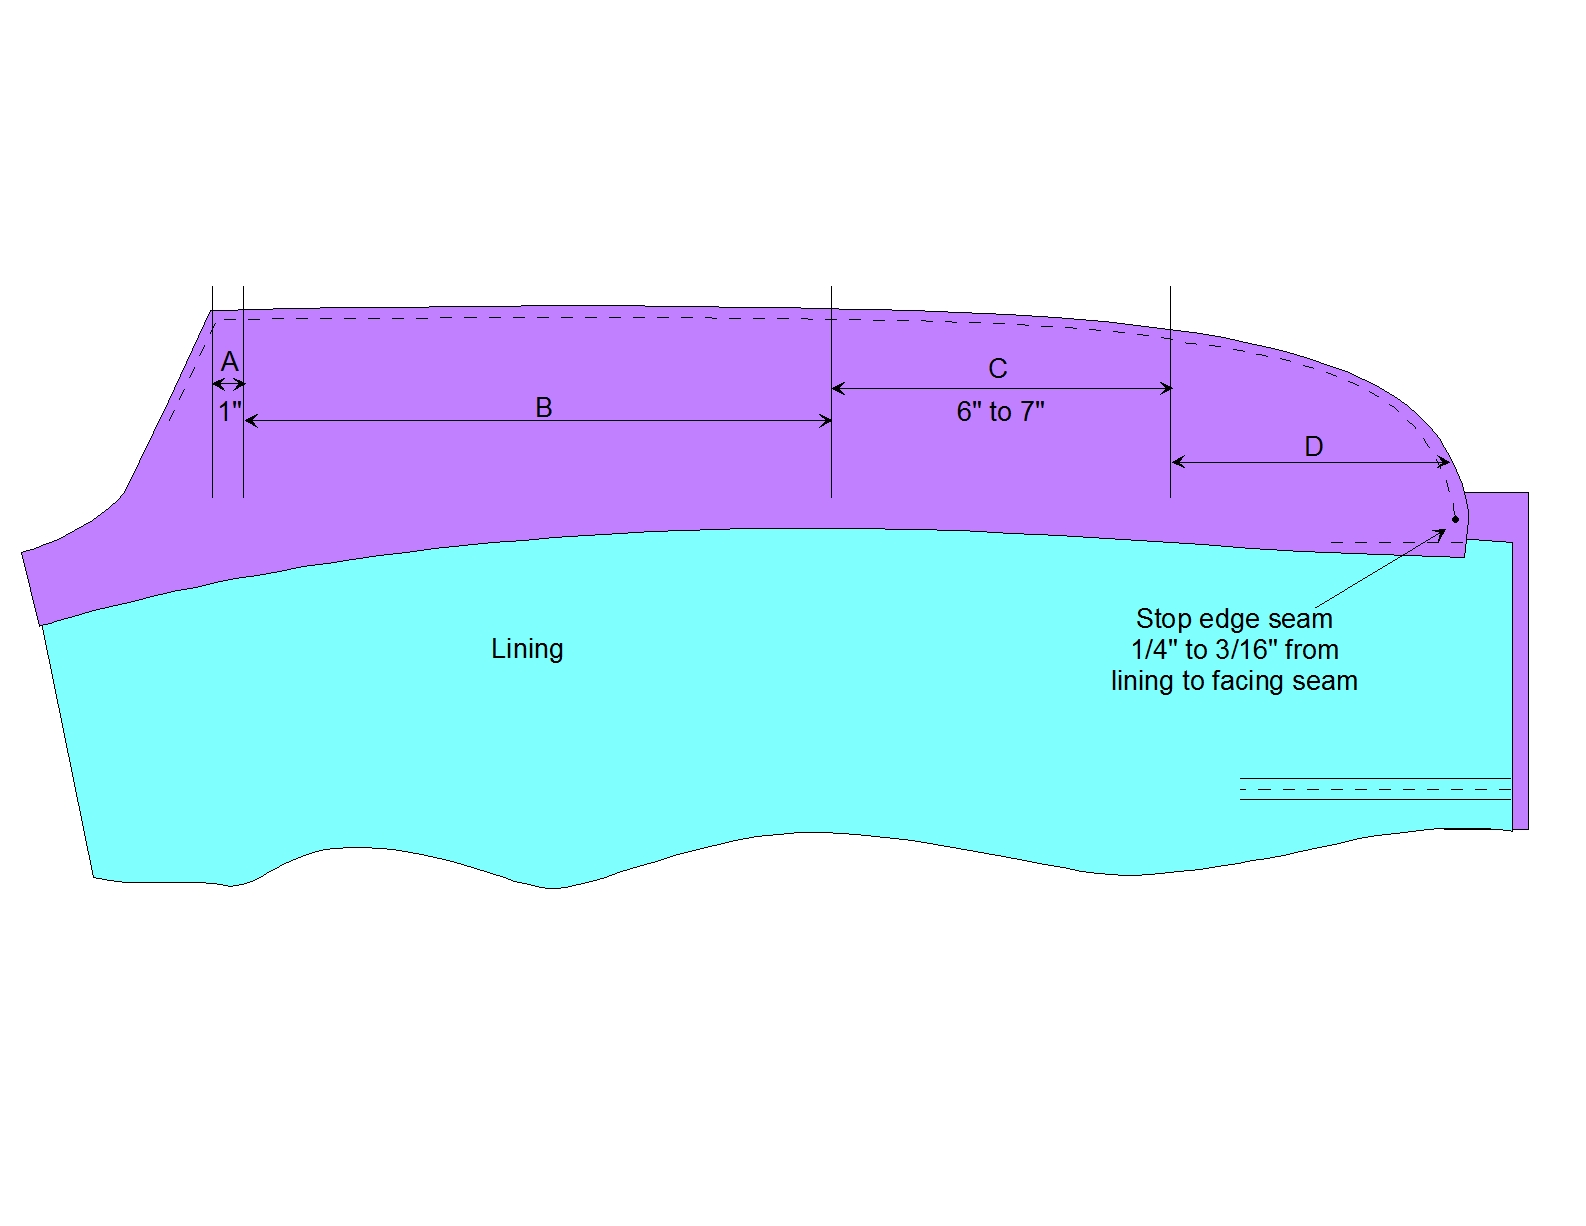 A
1"
B
C
6" to 7"
D
Stop edge seam
1/4" to 3/16" from
lining to facing seam
Lining